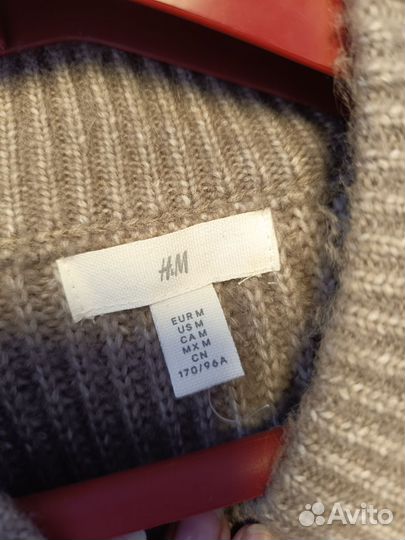 H&M
EUR M
US M
CA M
MX M
CN
170/96A
Avito